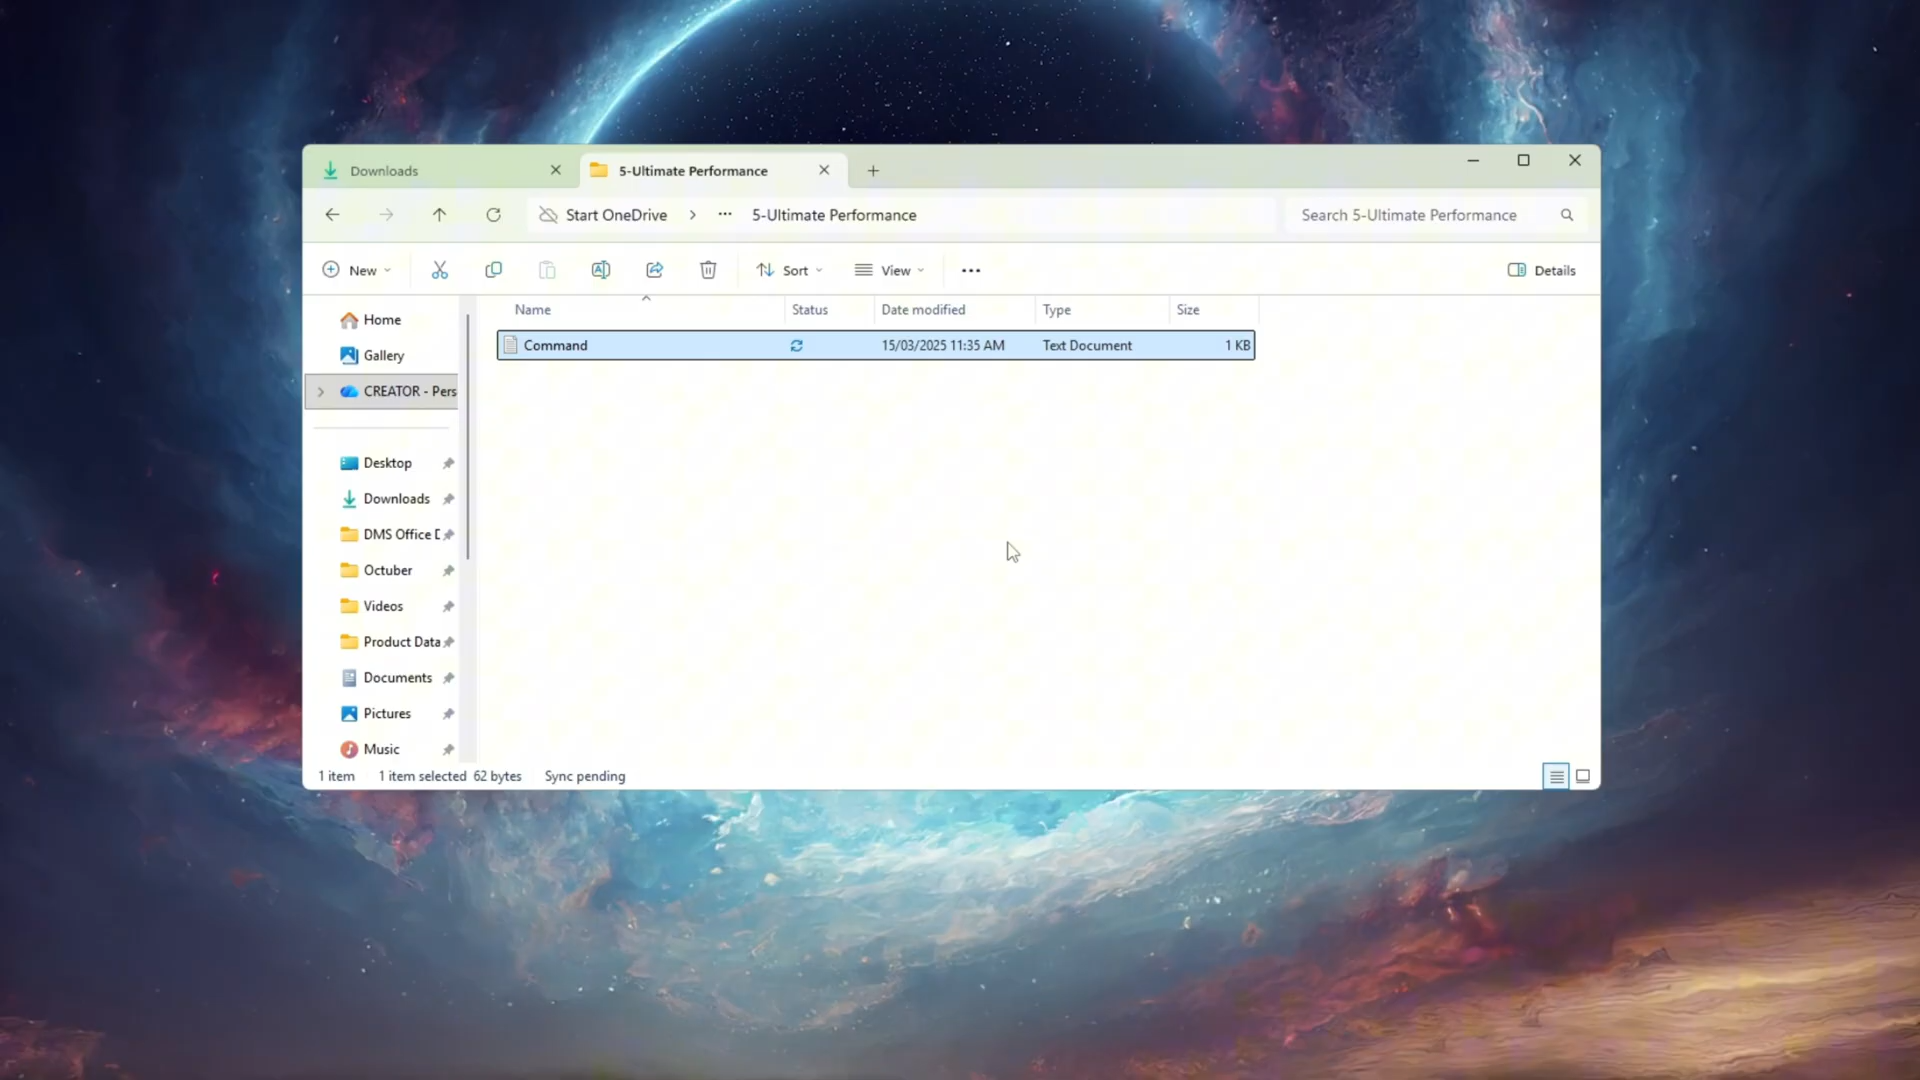 Downloads
5-Ultimate Performance
Start OneDrive
5-Ultimate Performance
Search 5-Ultimate Performance
New
Sort
View
Details
Name
Status
Date modified
Type
Size
Command
15/03/2025 11:35 AM
Text Document
1 KB
Home
Gallery
CREATOR - Pers
Desktop
Downloads
DMS Office D
Octuber
Videos
Product Data
Documents
Pictures
Music
1 item
1 item selected 62 bytes
Sync pending